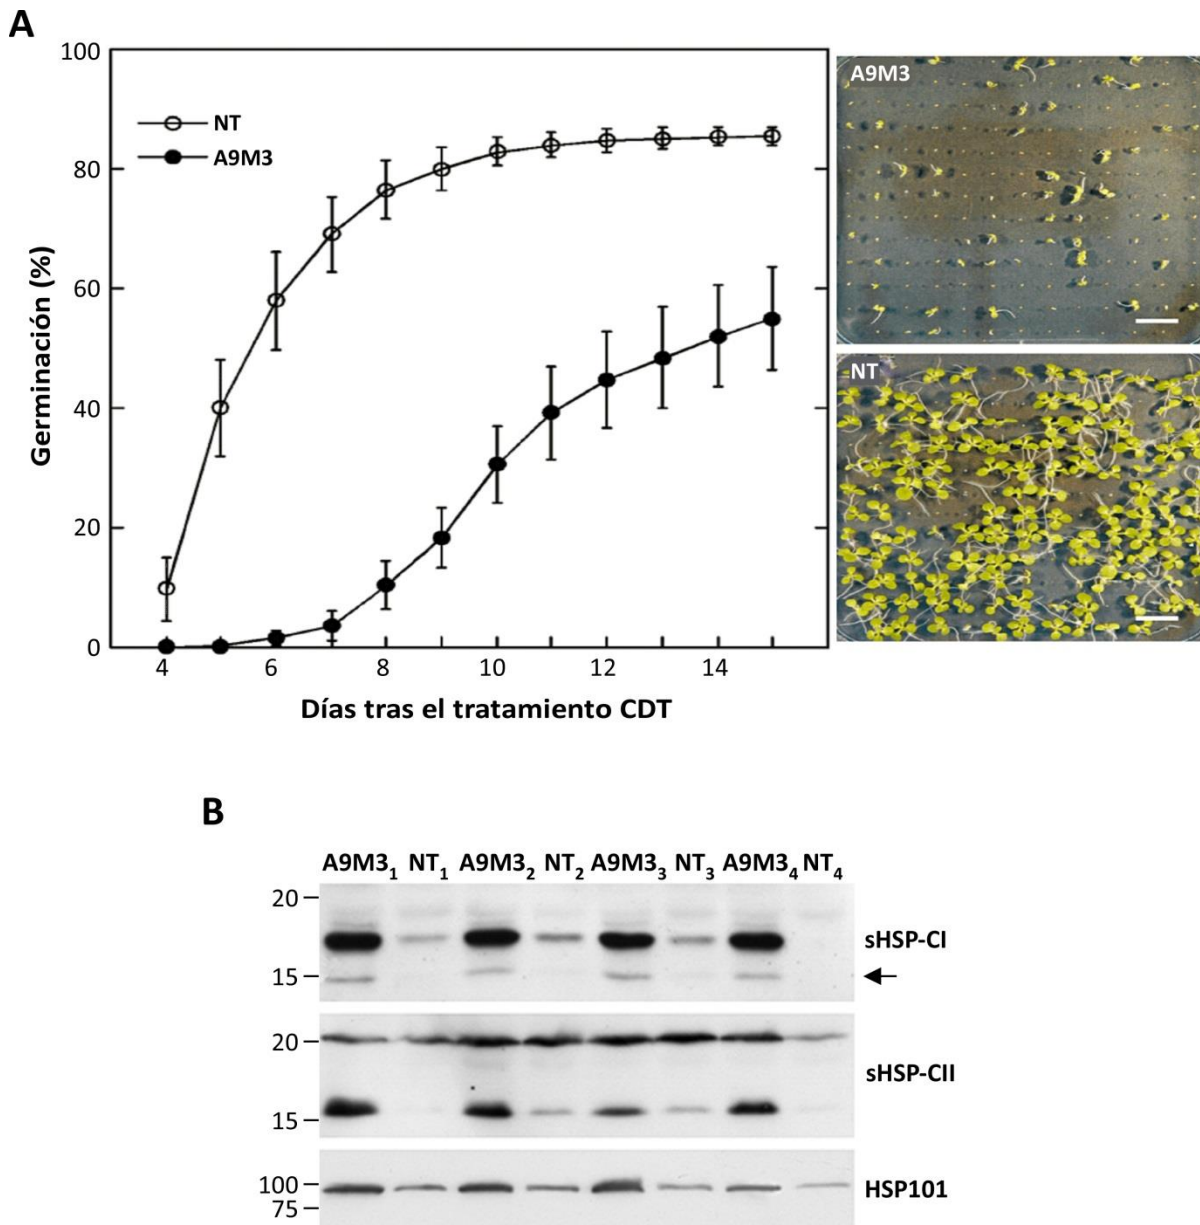 A
100
80
60
40
20
0
Germinación (%)
NT
A9M3
4 6 8 10 12 14
Días tras el tratamiento CDT
A9M3
NT
B
A9M3₁ NT₁ A9M3₂ NT₂ A9M3₃ NT₃ A9M3₄ NT₄
20
15
sHSP-CI
20
15
sHSP-CII
100
75
HSP101